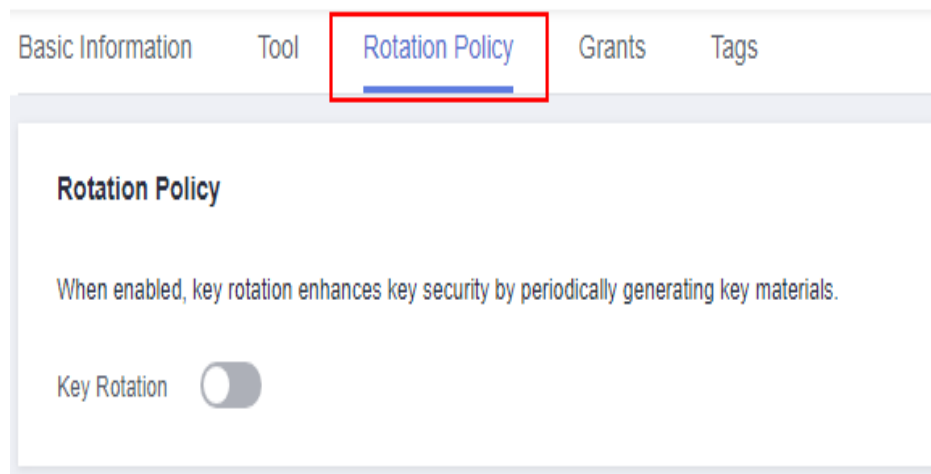 Basic Information Tool Rotation Policy Grants Tags
Rotation Policy
When enabled, key rotation enhances key security by periodically generating key materials.
Key Rotation